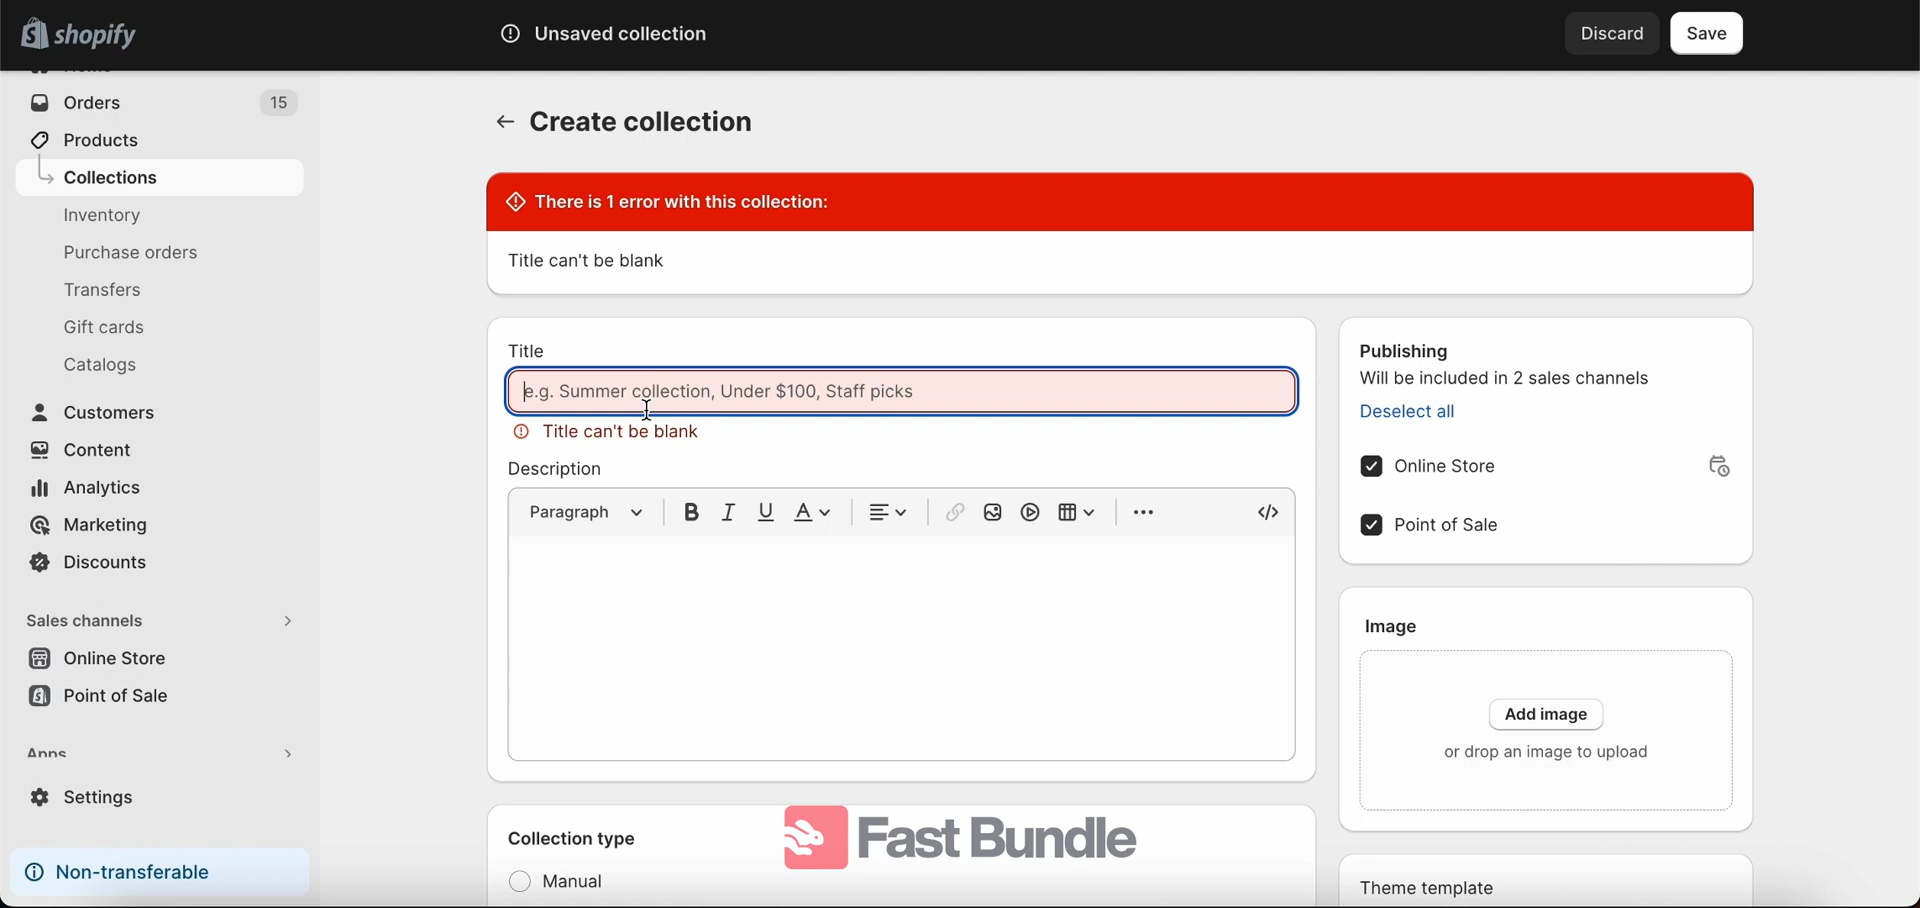 shopify
Unsaved collection
Discard
Save
Home
Orders
15
Products
Collections
Inventory
Purchase orders
Transfers
Gift cards
Catalogs
Customers
Content
Analytics
Marketing
Discounts
Sales channels
Online Store
Point of Sale
Apps
Settings
Non-transferable
Create collection
There is 1 error with this collection:
Title can't be blank
Title
e.g. Summer collection, Under $100, Staff picks
Title can't be blank
Description
Paragraph
B I U A
Collection type
Manual
Fast Bundle
Publishing
Will be included in 2 sales channels
Deselect all
Online Store
Point of Sale
Image
Add image
or drop an image to upload
Theme template